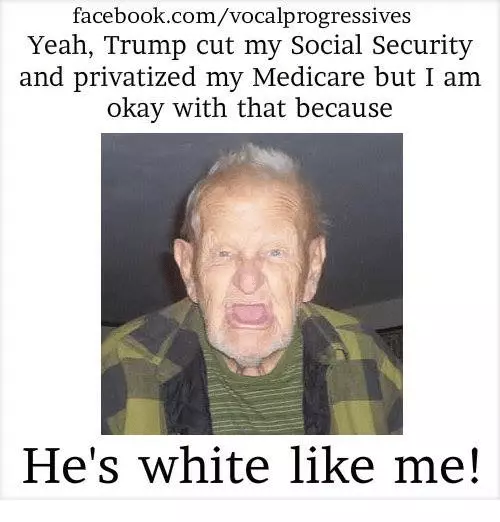 facebook.com/vocalprogressives
Yeah, Trump cut my Social Security
and privatized my Medicare but I am
okay with that because
He's white like me!